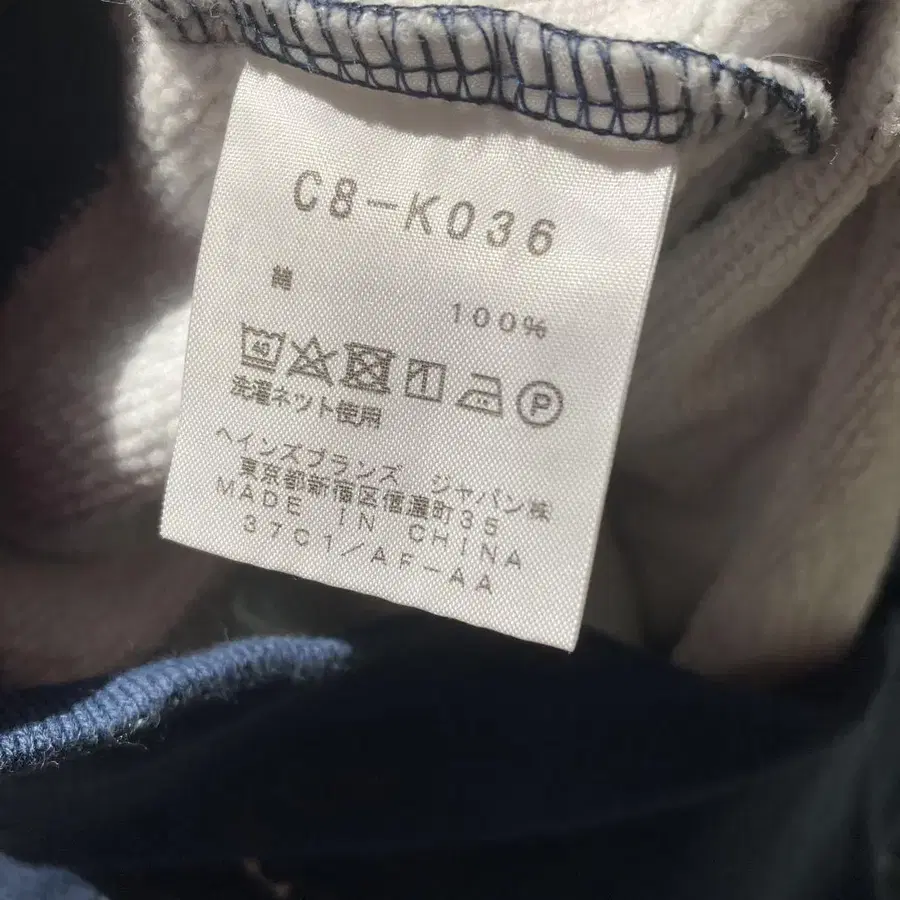 C8-K036
綿
100%
40 P
洗濯ネット使用
ヘインズブランズ ジャパン㈱
東京都新宿区信濃町35
MADE IN CHINA
37C1/AF-AA